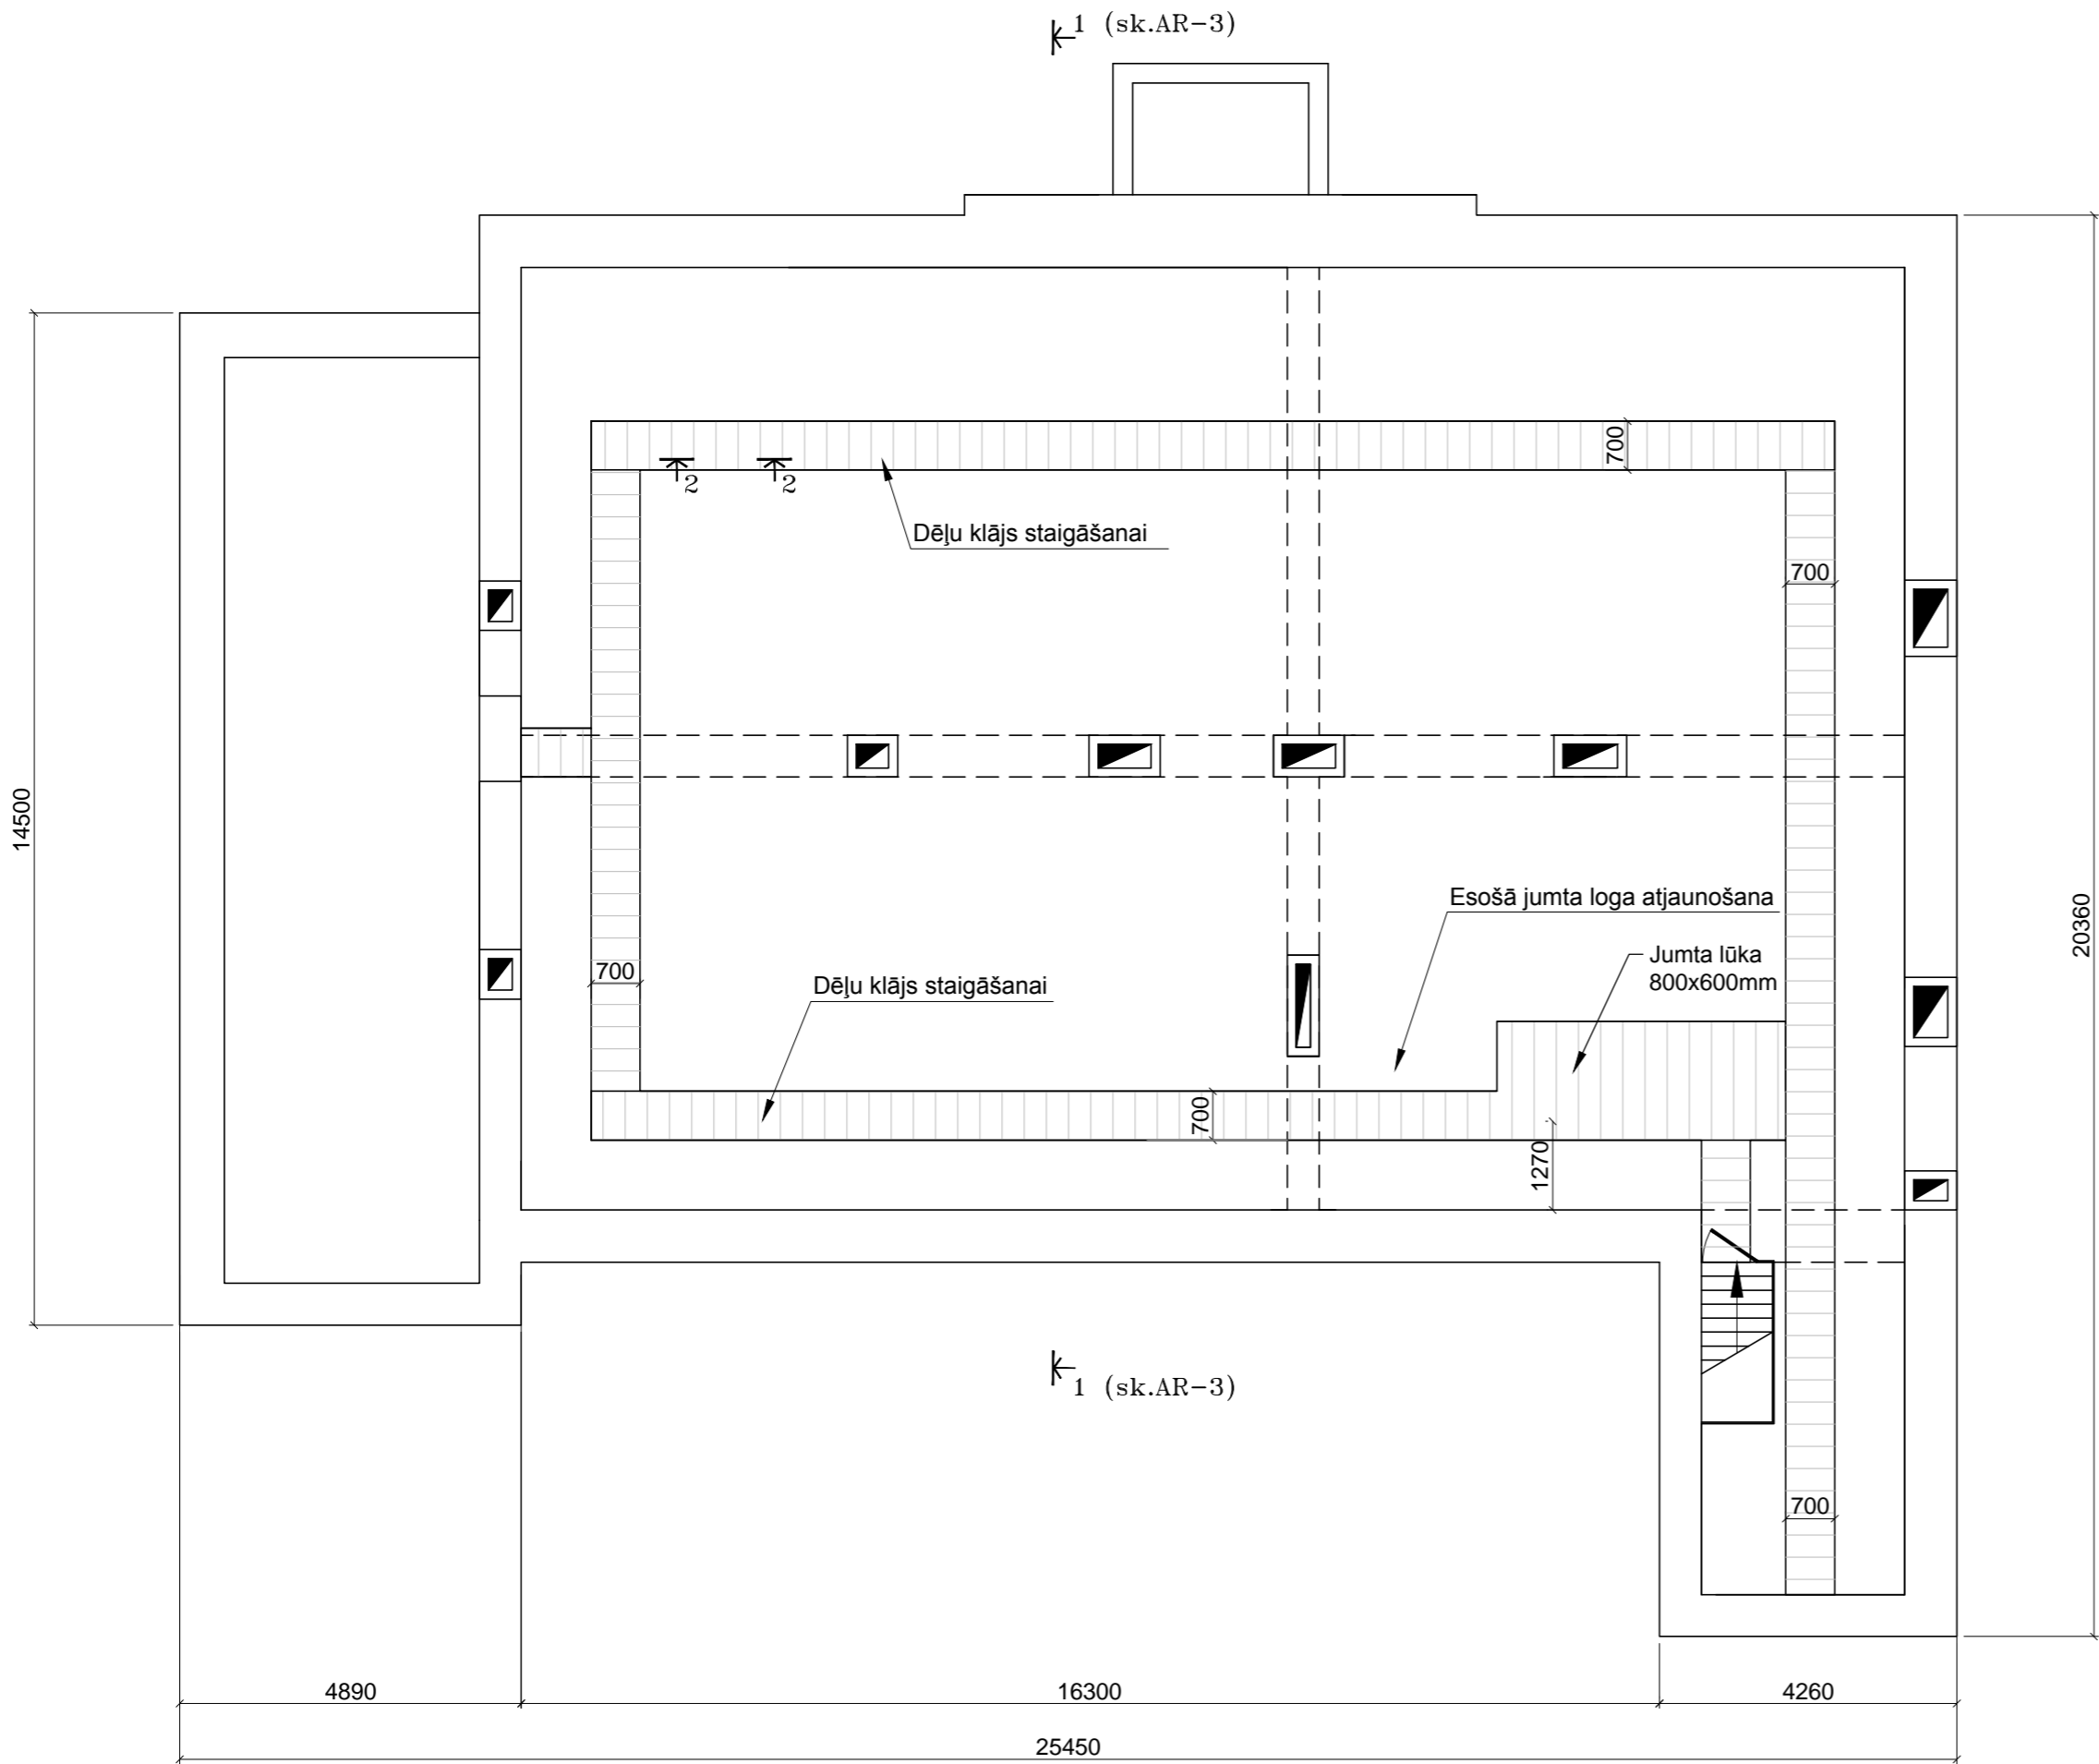 1 (sk.AR-3)
700
2
2
Dēļu klājs staigāšanai
700
14500
Esošā jumta loga atjaunošana
20360
Jumta lūka
800x600mm
700
Dēļu klājs staigāšanai
700
1270
1 (sk.AR-3)
700
4890
16300
4260
25450